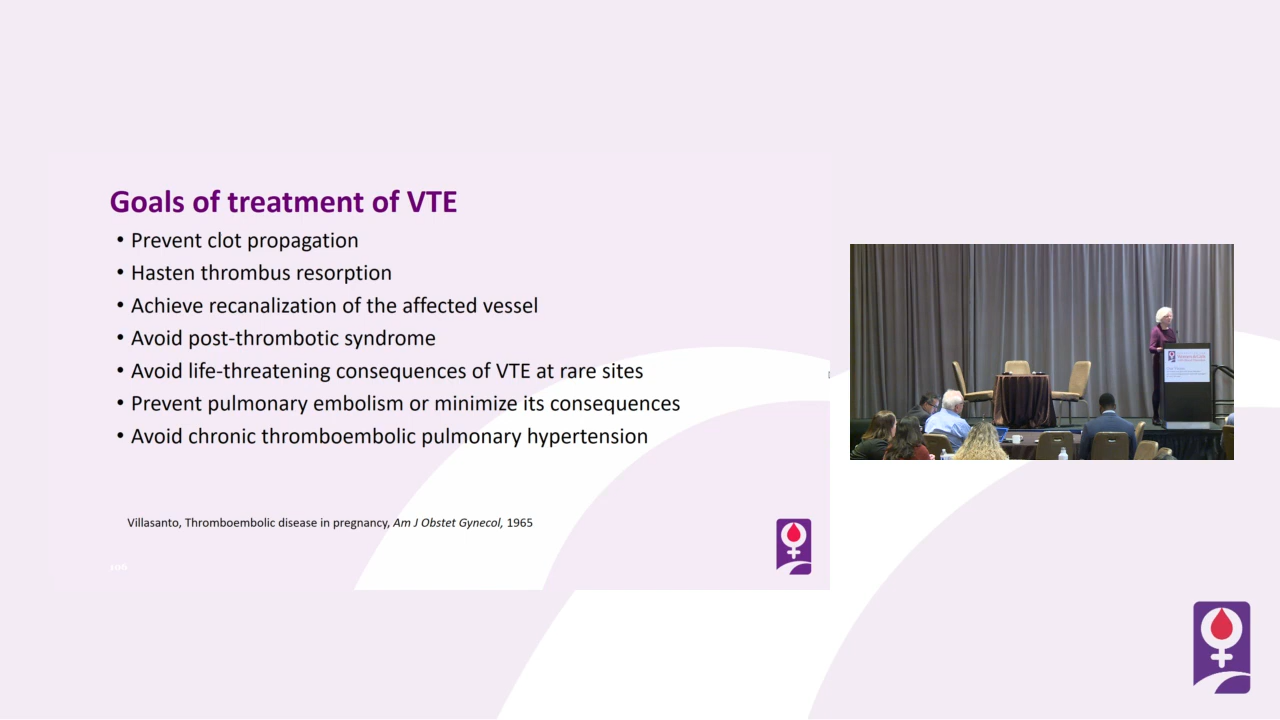 Goals of treatment of VTE
• Prevent clot propagation
• Hasten thrombus resorption
• Achieve recanalization of the affected vessel
• Avoid post-thrombotic syndrome
• Avoid life-threatening consequences of VTE at rare sites
• Prevent pulmonary embolism or minimize its consequences
• Avoid chronic thromboembolic pulmonary hypertension
Villasanto, Thromboembolic disease in pregnancy, Am J Obstet Gynecol, 1965